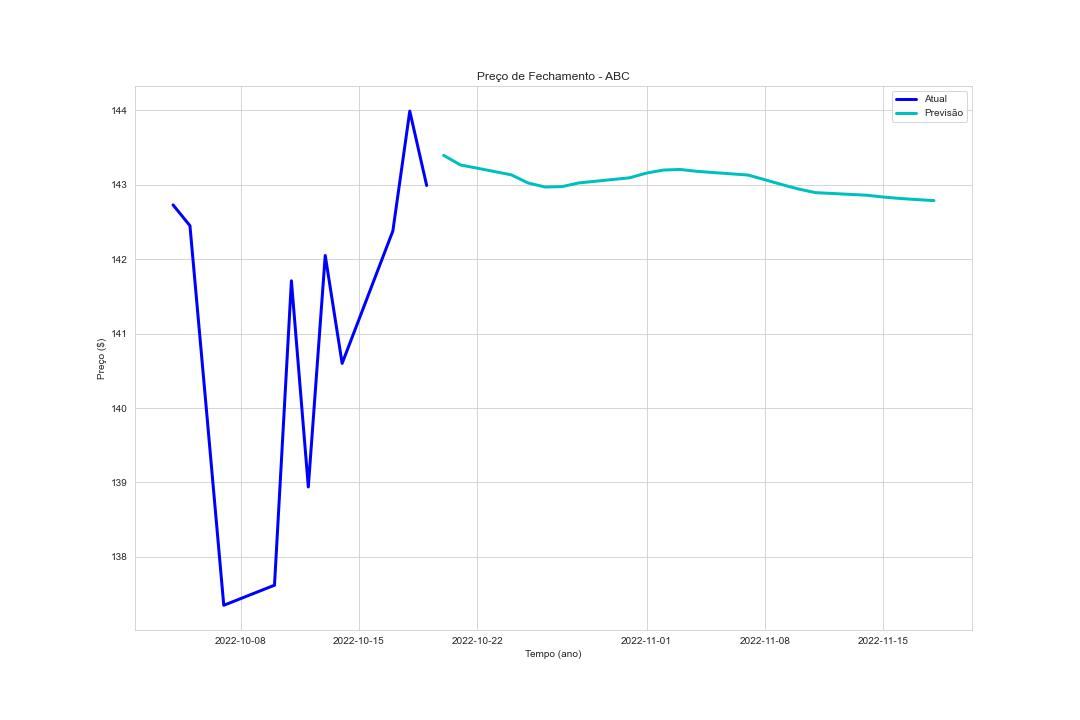 Preço de Fechamento - ABC
Atual
Previsão
144
143
142
141
140
139
138
Preço ($)
2022-10-08 2022-10-15 2022-10-22 2022-11-01 2022-11-08 2022-11-15
Tempo (ano)